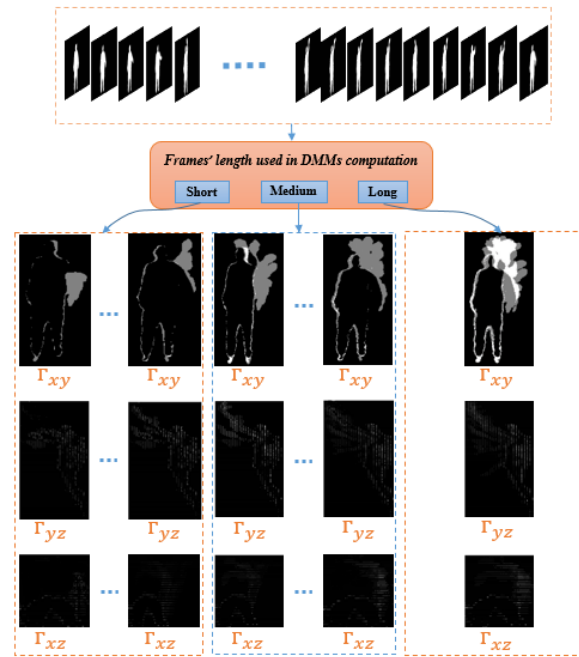 Frames' length used in DMMs computation
Short Medium Long
... ...
Γxy Γxy Γxy Γxy Γxy
... ...
Γyz Γyz Γyz Γyz Γyz
... ...
Γxz Γxz Γxz Γxz Γxz